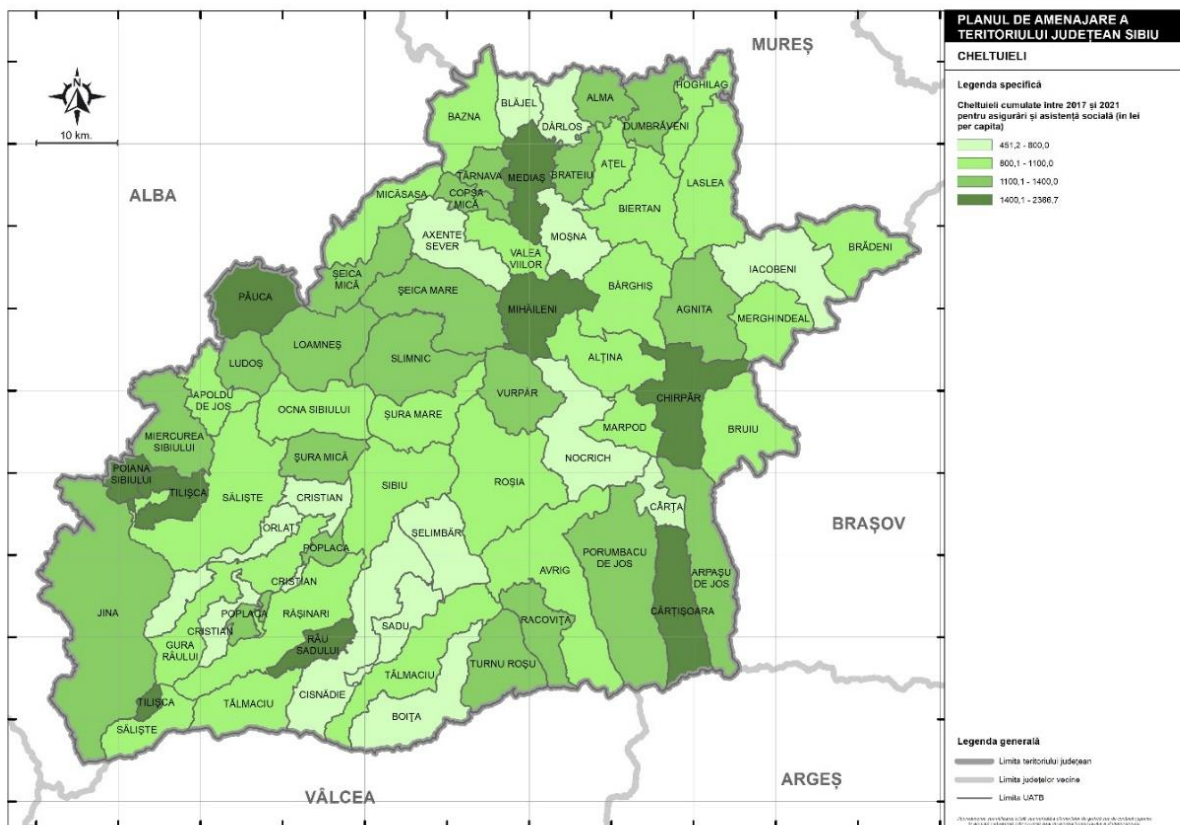 PLANUL DE AMENAJARE A
TERITORIULUI JUDEȚEAN SIBIU
CHELTUIELI
Legenda specifică
Cheltuieli cumulate între 2017 și 2021
pentru asigurări și asistență socială (în lei
per capita)
451,2 - 800,0
800,1 - 1100,0
1100,1 - 1400,0
1400,1 - 2366,7
MUREȘ
N
10 km.
ALBA
BRAȘOV
ARGEȘ
VÂLCEA
HOGHILAG
BLĂJEL
ALMA
BAZNA
DÂRLOS
DUMBRĂVENI
TÂRNAVA
MEDIAȘ
BRATEIU
AȚEL
LASLEA
MICĂSASA
COPȘA
MICĂ
BIERTAN
AXENTE
SEVER
MOȘNA
VALEA
VIILOR
BRĂDENI
IACOBENI
ȘEICA
MICĂ
ȘEICA MARE
BÂRGHIȘ
PĂUCA
MIHĂILENI
AGNITA
MERGHINDEAL
LOAMNEȘ
LUDOȘ
SLIMNIC
ALȚINA
APOLDU
DE JOS
VURPĂR
CHIRPĂR
OCNA SIBIULUI
ȘURA MARE
MARPOD
BRUIU
MIERCUREA
SIBIULUI
ȘURA MICĂ
NOCRICH
POIANA
SIBIULUI
TILIȘCA
SĂLIȘTE
CRISTIAN
SIBIU
ROȘIA
CÂRȚA
ORLAT
ȘELIMBĂR
POPLACA
PORUMBACU
DE JOS
ARPAȘU
DE JOS
AVRIG
CRISTIAN
JINA
POPLACA
RĂȘINARI
CÂRȚIȘOARA
CRISTIAN
SADU
RACOVIȚA
GURA
RÂULUI
RÂU
SADULUI
TURNU ROȘU
TĂLMACIU
TILIȘCA
TĂLMACIU
CISNĂDIE
BOIȚA
SĂLIȘTE
Legenda generală
Limita teritoriului județean
Limita județelor vecine
Limita UATB